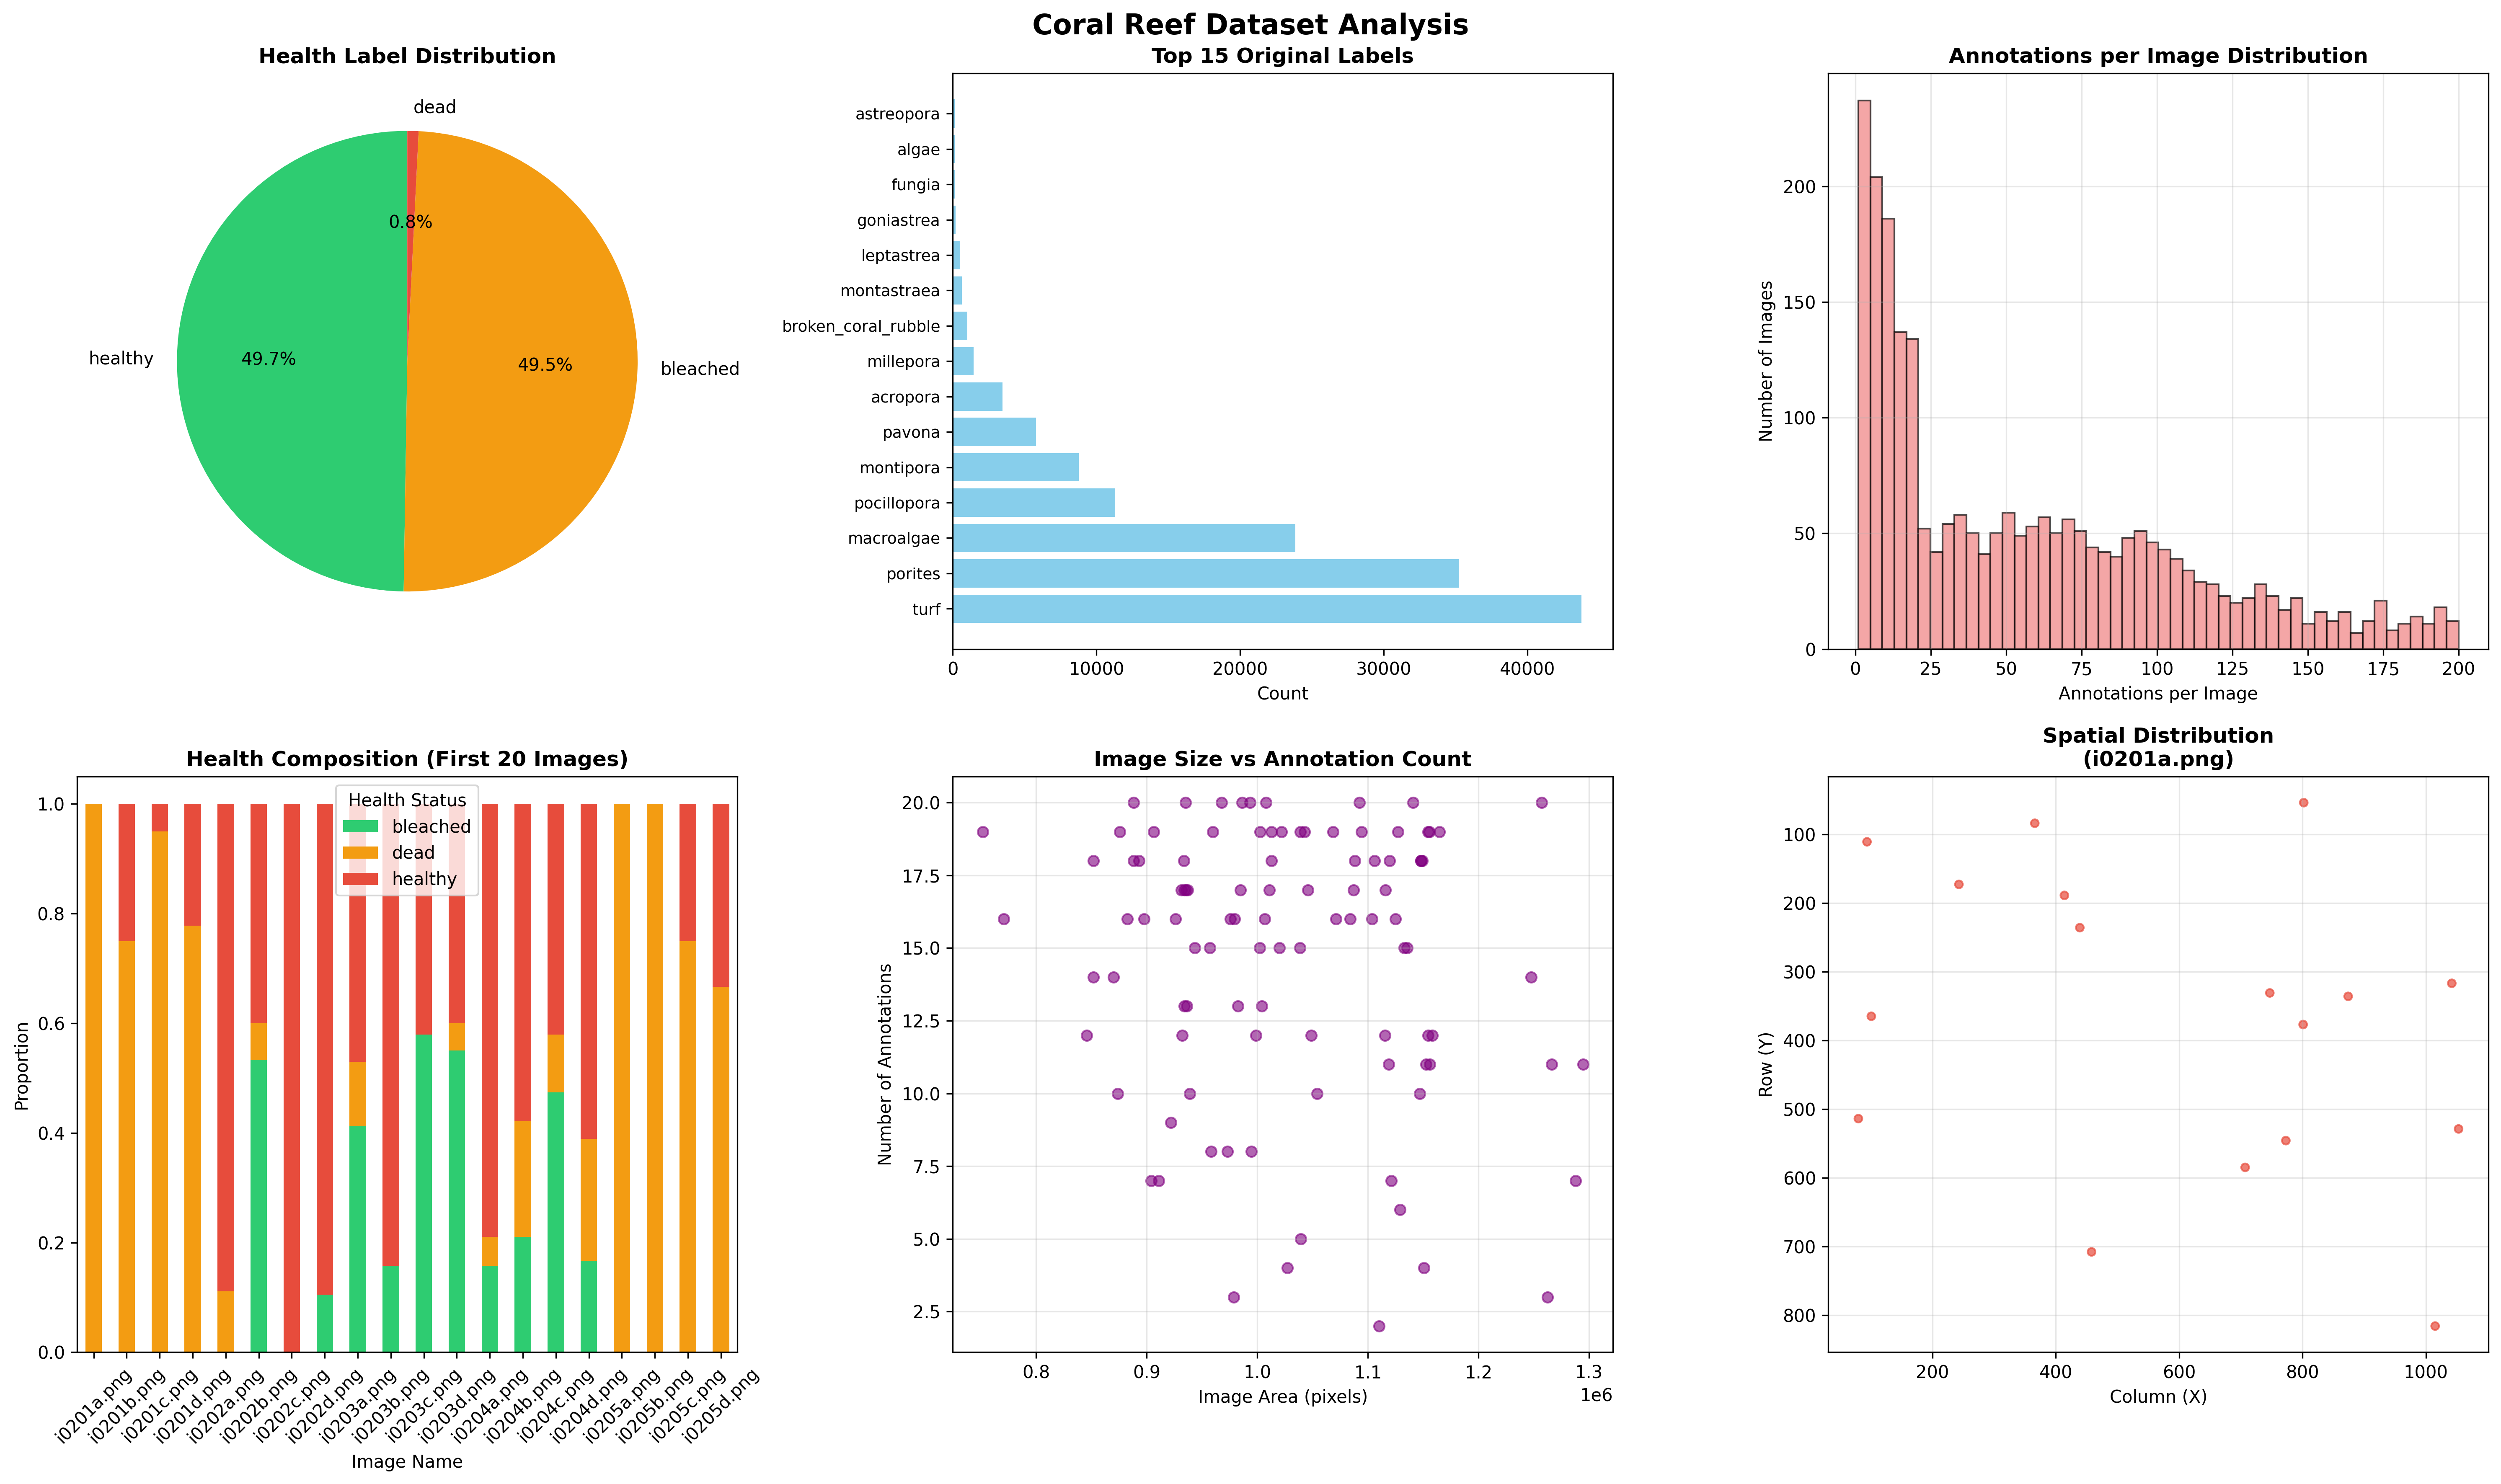 Coral Reef Dataset Analysis
Health Label Distribution
dead
0.8%
healthy
49.7%
49.5%
bleached
Top 15 Original Labels
astreopora
algae
fungia
goniastrea
leptastrea
montastraea
broken_coral_rubble
millepora
acropora
pavona
montipora
pocillopora
macroalgae
porites
turf
0 10000 20000 30000 40000
Count
Annotations per Image Distribution
Number of Images
200
150
100
50
0
0 25 50 75 100 125 150 175 200
Annotations per Image
Health Composition (First 20 Images)
Health Status
bleached
dead
healthy
Proportion
1.0
0.8
0.6
0.4
0.2
0.0
i0201a.png
i0201b.png
i0201c.png
i0201d.png
i0202a.png
i0202b.png
i0202c.png
i0202d.png
i0203a.png
i0203b.png
i0203c.png
i0203d.png
i0204a.png
i0204b.png
i0204c.png
i0204d.png
i0205a.png
i0205b.png
i0205c.png
i0205d.png
Image Name
Image Size vs Annotation Count
Number of Annotations
20.0
17.5
15.0
12.5
10.0
7.5
5.0
2.5
0.8 0.9 1.0 1.1 1.2 1.3
1e6
Image Area (pixels)
Spatial Distribution
(i0201a.png)
Row (Y)
100
200
300
400
500
600
700
800
200 400 600 800 1000
Column (X)